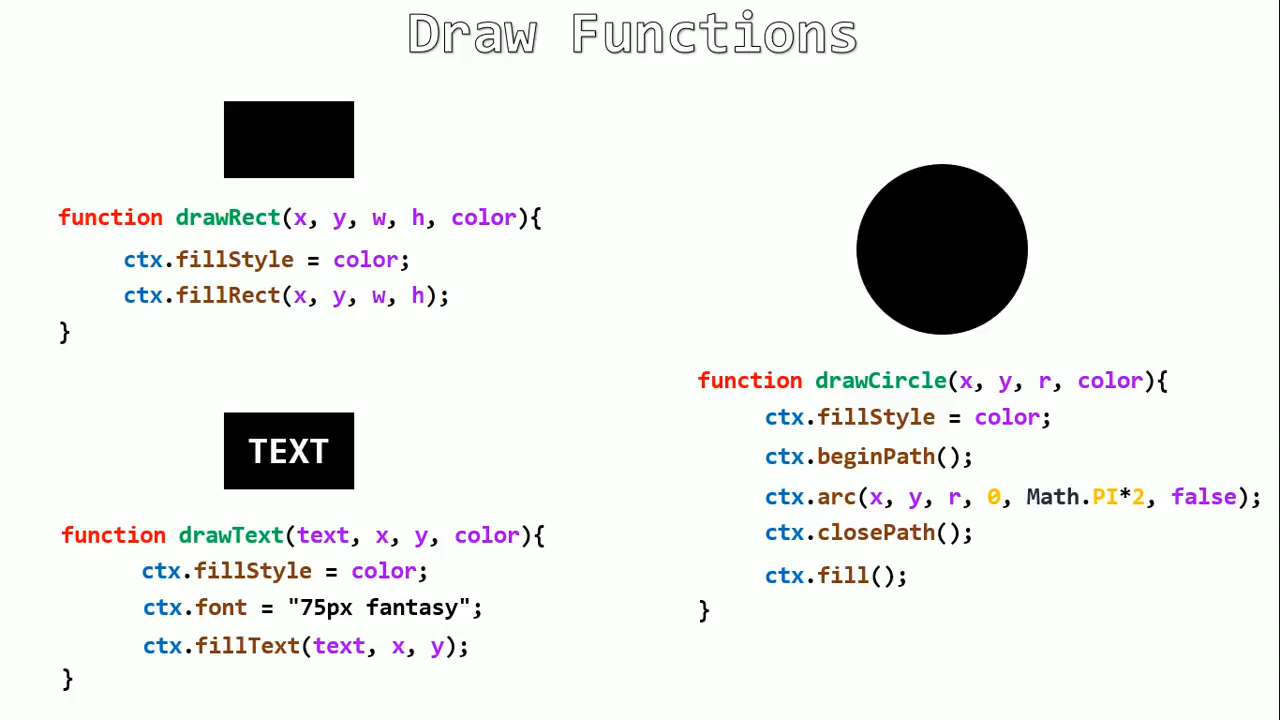 Draw Functions
function drawRect(x, y, w, h, color){
ctx.fillStyle = color;
ctx.fillRect(x, y, w, h);
}
TEXT
function drawText(text, x, y, color){
ctx.fillStyle = color;
ctx.font = "75px fantasy";
ctx.fillText(text, x, y);
}
function drawCircle(x, y, r, color){
ctx.fillStyle = color;
ctx.beginPath();
ctx.arc(x, y, r, 0, Math.PI*2, false);
ctx.closePath();
ctx.fill();
}